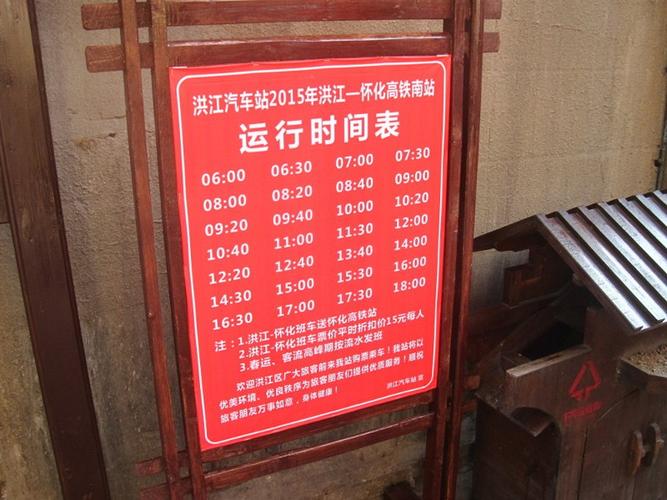 洪江汽车站2015年洪江—怀化高铁南站
运行时间表
06:00 06:30 07:00 07:30
08:00 08:20 08:40 09:00
09:20 09:40 10:00 10:20
10:40 11:00 11:30 12:00
12:20 12:40 13:40 14:00
14:30 15:00 15:30 16:00
16:30 17:00 17:30 18:00
注：1.洪江-怀化班车送怀化高铁站
2.洪江-怀化班车票价平时折扣价15元每人
3.春运、客流高峰期按流水发班
欢迎洪江区广大旅客前来我站购票乘车！我站将以
优美环境、优良秩序为旅客朋友们提供优质服务！顺祝
旅客朋友万事如意，身体健康！
洪江汽车站 宣